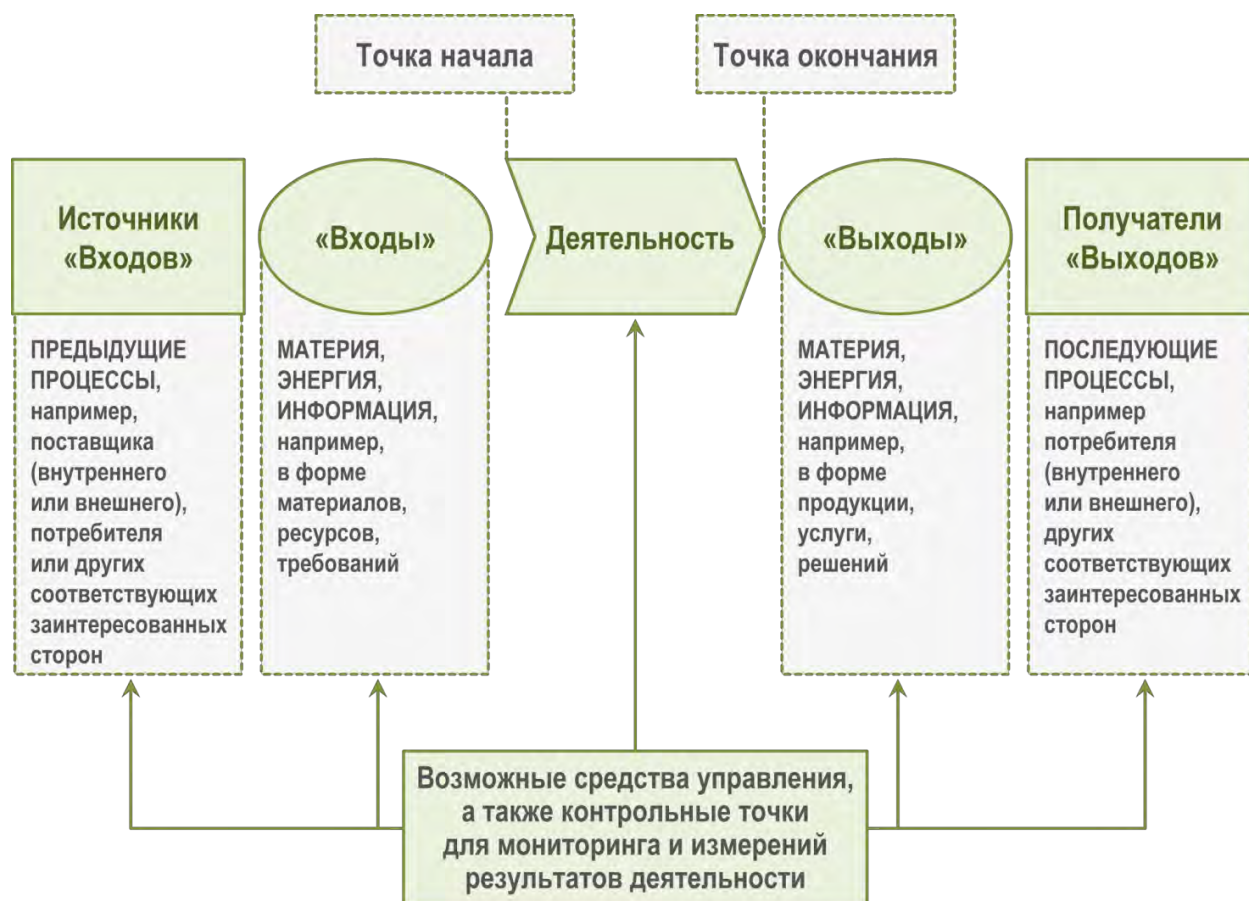 Точка начала
Точка окончания
Источники
«Входов»
«Входы»
Деятельность
«Выходы»
Получатели
«Выходов»
ПРЕДЫДУЩИЕ
ПРОЦЕССЫ,
например,
поставщика
(внутреннего
или внешнего),
потребителя
или других
соответствующих
заинтересованных
сторон
МАТЕРИЯ,
ЭНЕРГИЯ,
ИНФОРМАЦИЯ,
например,
в форме
материалов,
ресурсов,
требований
МАТЕРИЯ,
ЭНЕРГИЯ,
ИНФОРМАЦИЯ,
например,
в форме
продукции,
услуги,
решений
ПОСЛЕДУЮЩИЕ
ПРОЦЕССЫ,
например
потребителя
(внутреннего
или внешнего),
других
соответствующих
заинтересованных
сторон
Возможные средства управления,
а также контрольные точки
для мониторинга и измерений
результатов деятельности